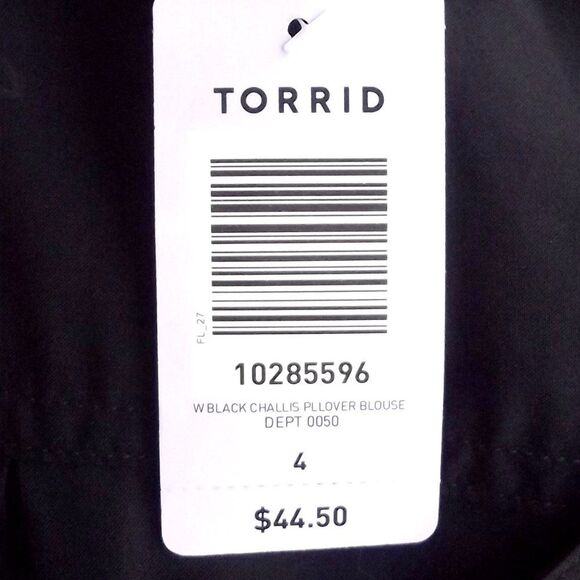 TORRID
FL_27
10285596
W BLACK CHALLIS PLLOVER BLOUSE
DEPT 0050
4
$44.50